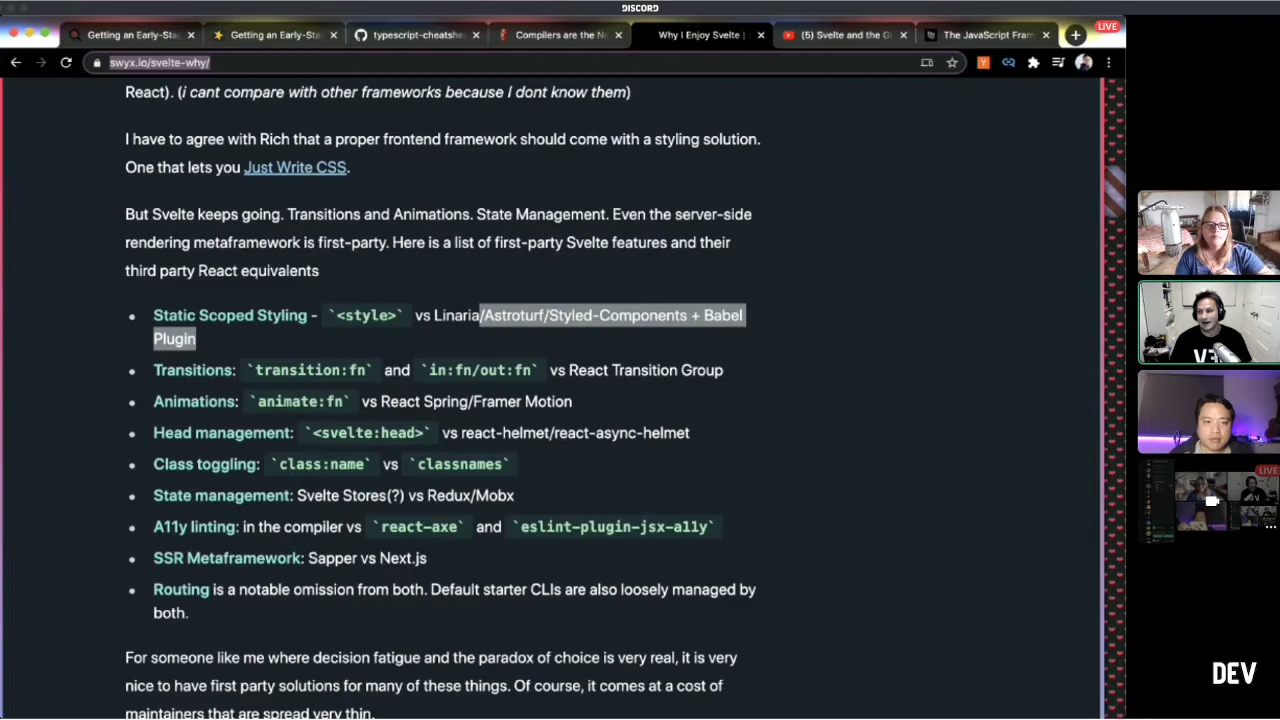 DISCORD
Getting an Early-Sta
Getting an Early-Sta
typescript-cheatshe
Compilers are the Ne
Why I Enjoy Svelte |
(5) Svelte and the G
The JavaScript Fram
LIVE
swyx.io/svelte-why/
React). (i cant compare with other frameworks because I dont know them)
I have to agree with Rich that a proper frontend framework should come with a styling solution.
One that lets you Just Write CSS.
But Svelte keeps going. Transitions and Animations. State Management. Even the server-side
rendering metaframework is first-party. Here is a list of first-party Svelte features and their
third party React equivalents
Static Scoped Styling - `<style>` vs Linaria/Astroturf/Styled-Components + Babel
Plugin
Transitions: `transition:fn` and `in:fn/out:fn` vs React Transition Group
Animations: `animate:fn` vs React Spring/Framer Motion
Head management: `<svelte:head>` vs react-helmet/react-async-helmet
Class toggling: `class:name` vs `classnames`
State management: Svelte Stores(?) vs Redux/Mobx
A11y linting: in the compiler vs `react-axe` and `eslint-plugin-jsx-a11y`
SSR Metaframework: Sapper vs Next.js
Routing is a notable omission from both. Default starter CLIs are also loosely managed by
both.
For someone like me where decision fatigue and the paradox of choice is very real, it is very
nice to have first party solutions for many of these things. Of course, it comes at a cost of
maintainers that are spread very thin.
LIVE
DEV